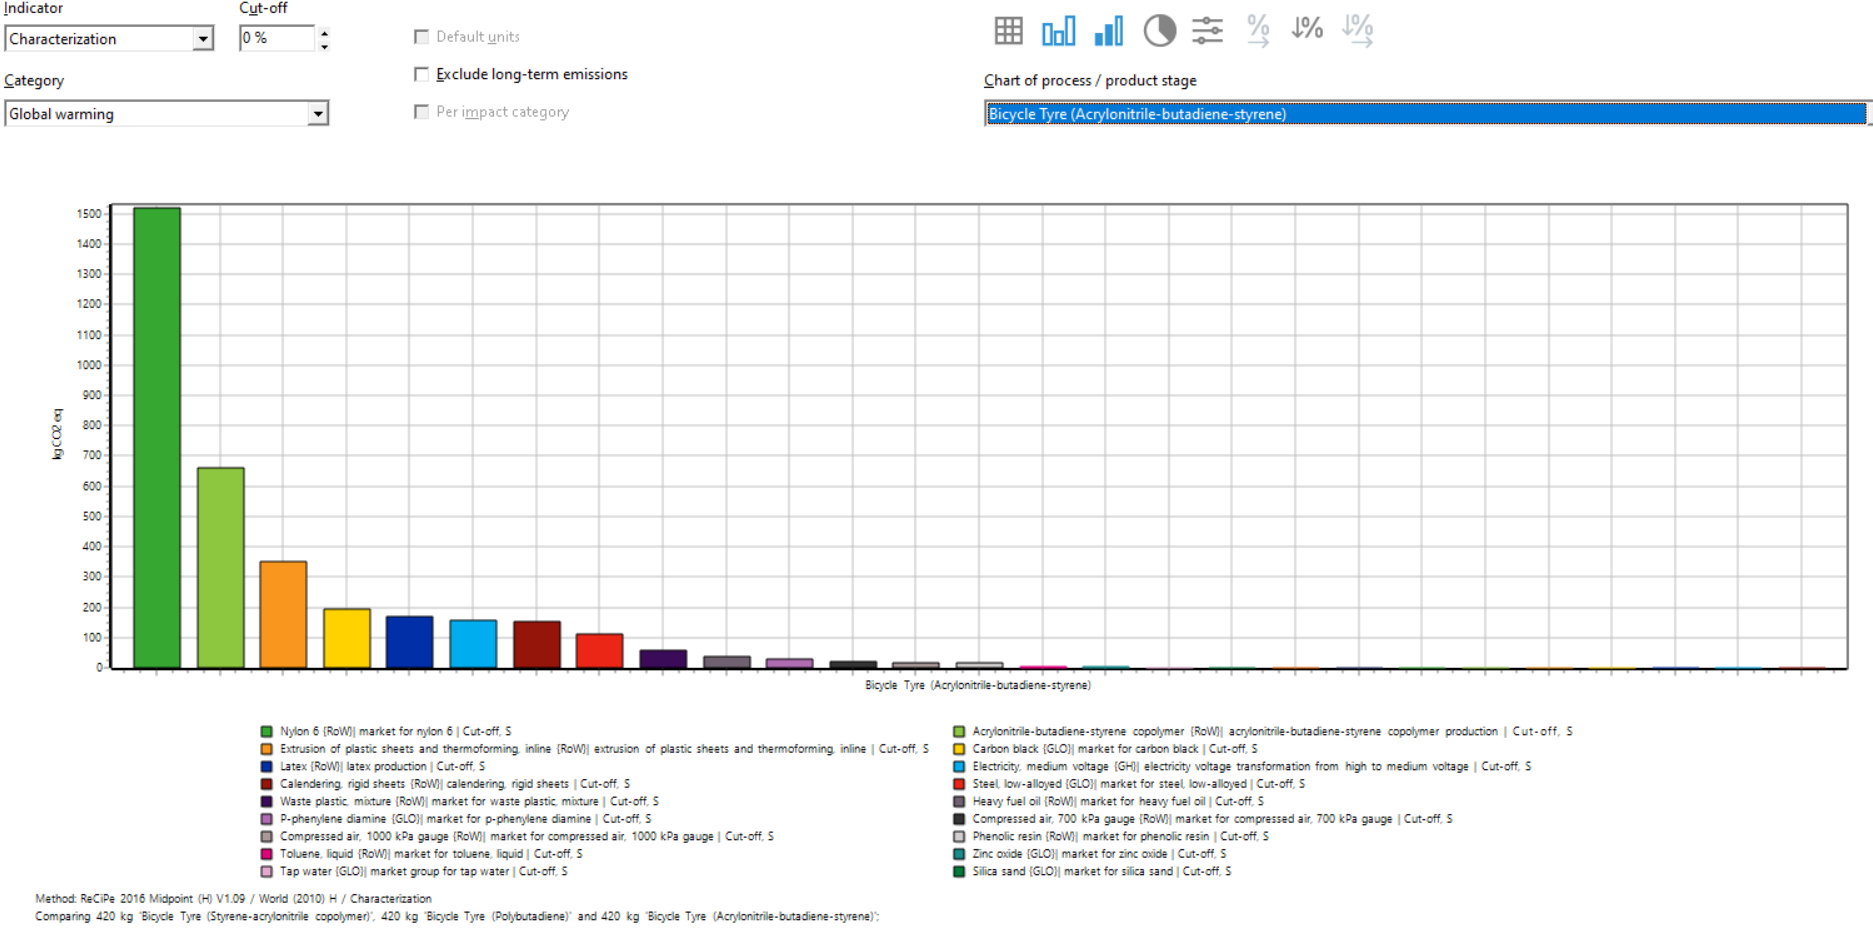 Indicator Cut-off
Characterization 0 % Default units
Exclude long-term emissions
Category Chart of process / product stage
Global warming Per impact category Bicycle Tyre (Acrylonitrile-butadiene-styrene)
1500
1400
1300
1200
1100
1000
900
800
700
600
500
400
300
200
100
0
kg CO2 eq
Bicycle Tyre (Acrylonitrile-butadiene-styrene)
Nylon 6 {RoW}| market for nylon 6 | Cut-off, S Acrylonitrile-butadiene-styrene copolymer {RoW}| acrylonitrile-butadiene-styrene copolymer production | Cut-off, S
Extrusion of plastic sheets and thermoforming, inline {RoW}| extrusion of plastic sheets and thermoforming, inline | Cut-off, S Carbon black {GLO}| market for carbon black | Cut-off, S
Latex {RoW}| latex production | Cut-off, S Electricity, medium voltage {GH}| electricity voltage transformation from high to medium voltage | Cut-off, S
Calendering, rigid sheets {RoW}| calendering, rigid sheets | Cut-off, S Steel, low-alloyed {GLO}| market for steel, low-alloyed | Cut-off, S
Waste plastic, mixture {RoW}| market for waste plastic, mixture | Cut-off, S Heavy fuel oil {RoW}| market for heavy fuel oil | Cut-off, S
P-phenylene diamine {GLO}| market for p-phenylene diamine | Cut-off, S Compressed air, 700 kPa gauge {RoW}| market for compressed air, 700 kPa gauge | Cut-off, S
Compressed air, 1000 kPa gauge {RoW}| market for compressed air, 1000 kPa gauge | Cut-off, S Phenolic resin {RoW}| market for phenolic resin | Cut-off, S
Toluene, liquid {RoW}| market for toluene, liquid | Cut-off, S Zinc oxide {GLO}| market for zinc oxide | Cut-off, S
Tap water {GLO}| market group for tap water | Cut-off, S Silica sand {GLO}| market for silica sand | Cut-off, S
Method: ReCiPe 2016 Midpoint (H) V1.09 / World (2010) H / Characterization
Comparing 420 kg 'Bicycle Tyre (Styrene-acrylonitrile copolymer)', 420 kg 'Bicycle Tyre (Polybutadiene)' and 420 kg 'Bicycle Tyre (Acrylonitrile-butadiene-styrene)';